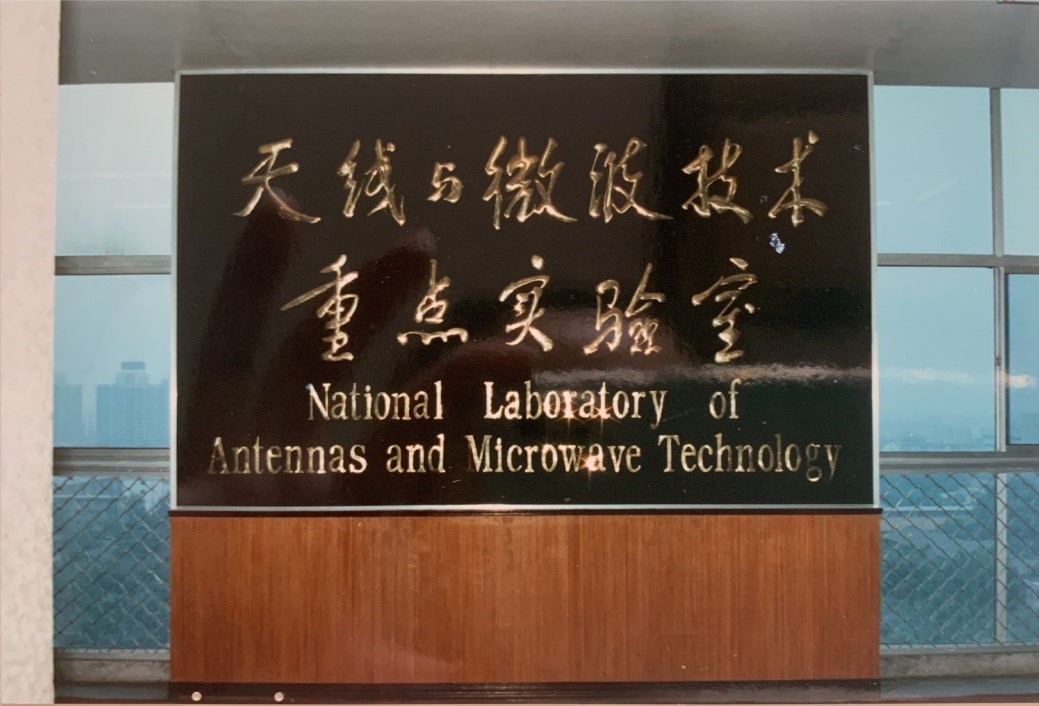 天线与微波技术
重点实验室
National Laboratory of
Antennas and Microwave Technology